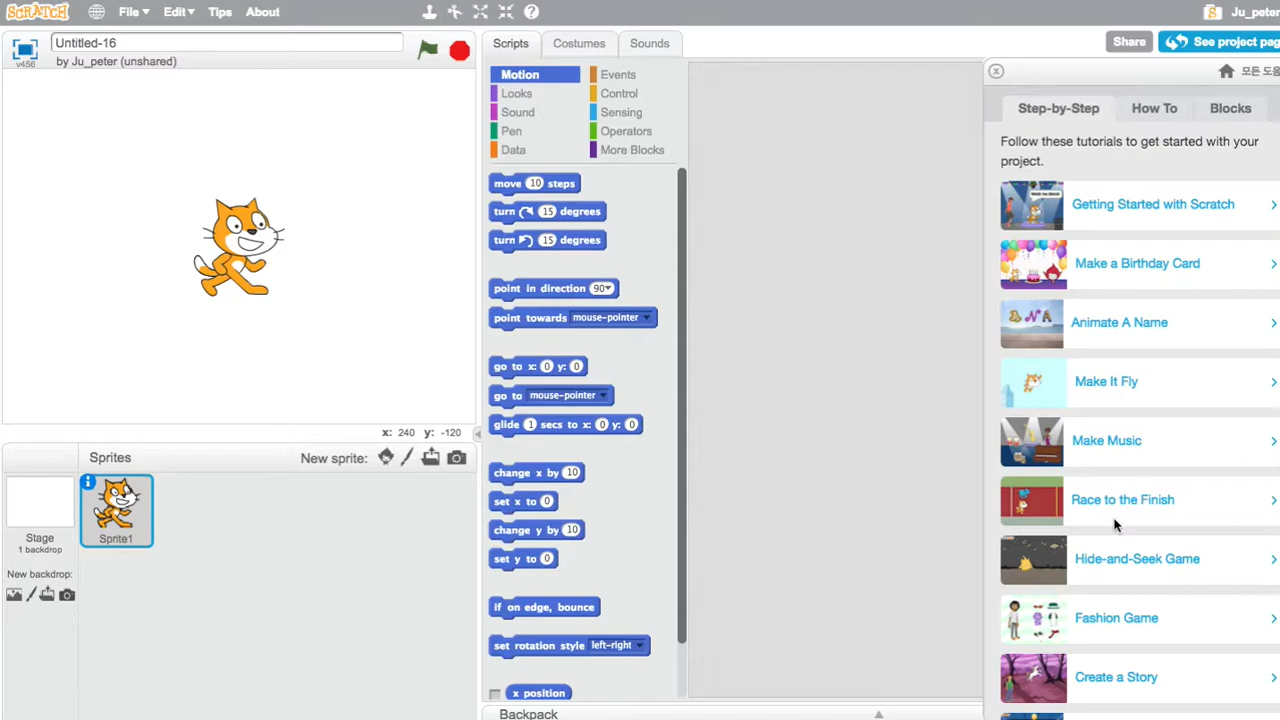 SCRATCH
File
Edit
Tips
About
Ju_peter
v456
Untitled-16
by Ju_peter (unshared)
Scripts
Costumes
Sounds
Share
See project pag
모든 도움
Motion
Looks
Sound
Pen
Data
Events
Control
Sensing
Operators
More Blocks
move 10 steps
turn 15 degrees
turn 15 degrees
point in direction 90
point towards mouse-pointer
go to x: 0 y: 0
go to mouse-pointer
glide 1 secs to x: 0 y: 0
change x by 10
set x to 0
change y by 10
set y to 0
if on edge, bounce
set rotation style left-right
x position
Backpack
x: 240 y: -120
Sprites
New sprite:
Stage
1 backdrop
New backdrop:
Sprite1
Step-by-Step
How To
Blocks
Follow these tutorials to get started with your
project.
Getting Started with Scratch
Make a Birthday Card
Animate A Name
Make It Fly
Make Music
Race to the Finish
Hide-and-Seek Game
Fashion Game
Create a Story